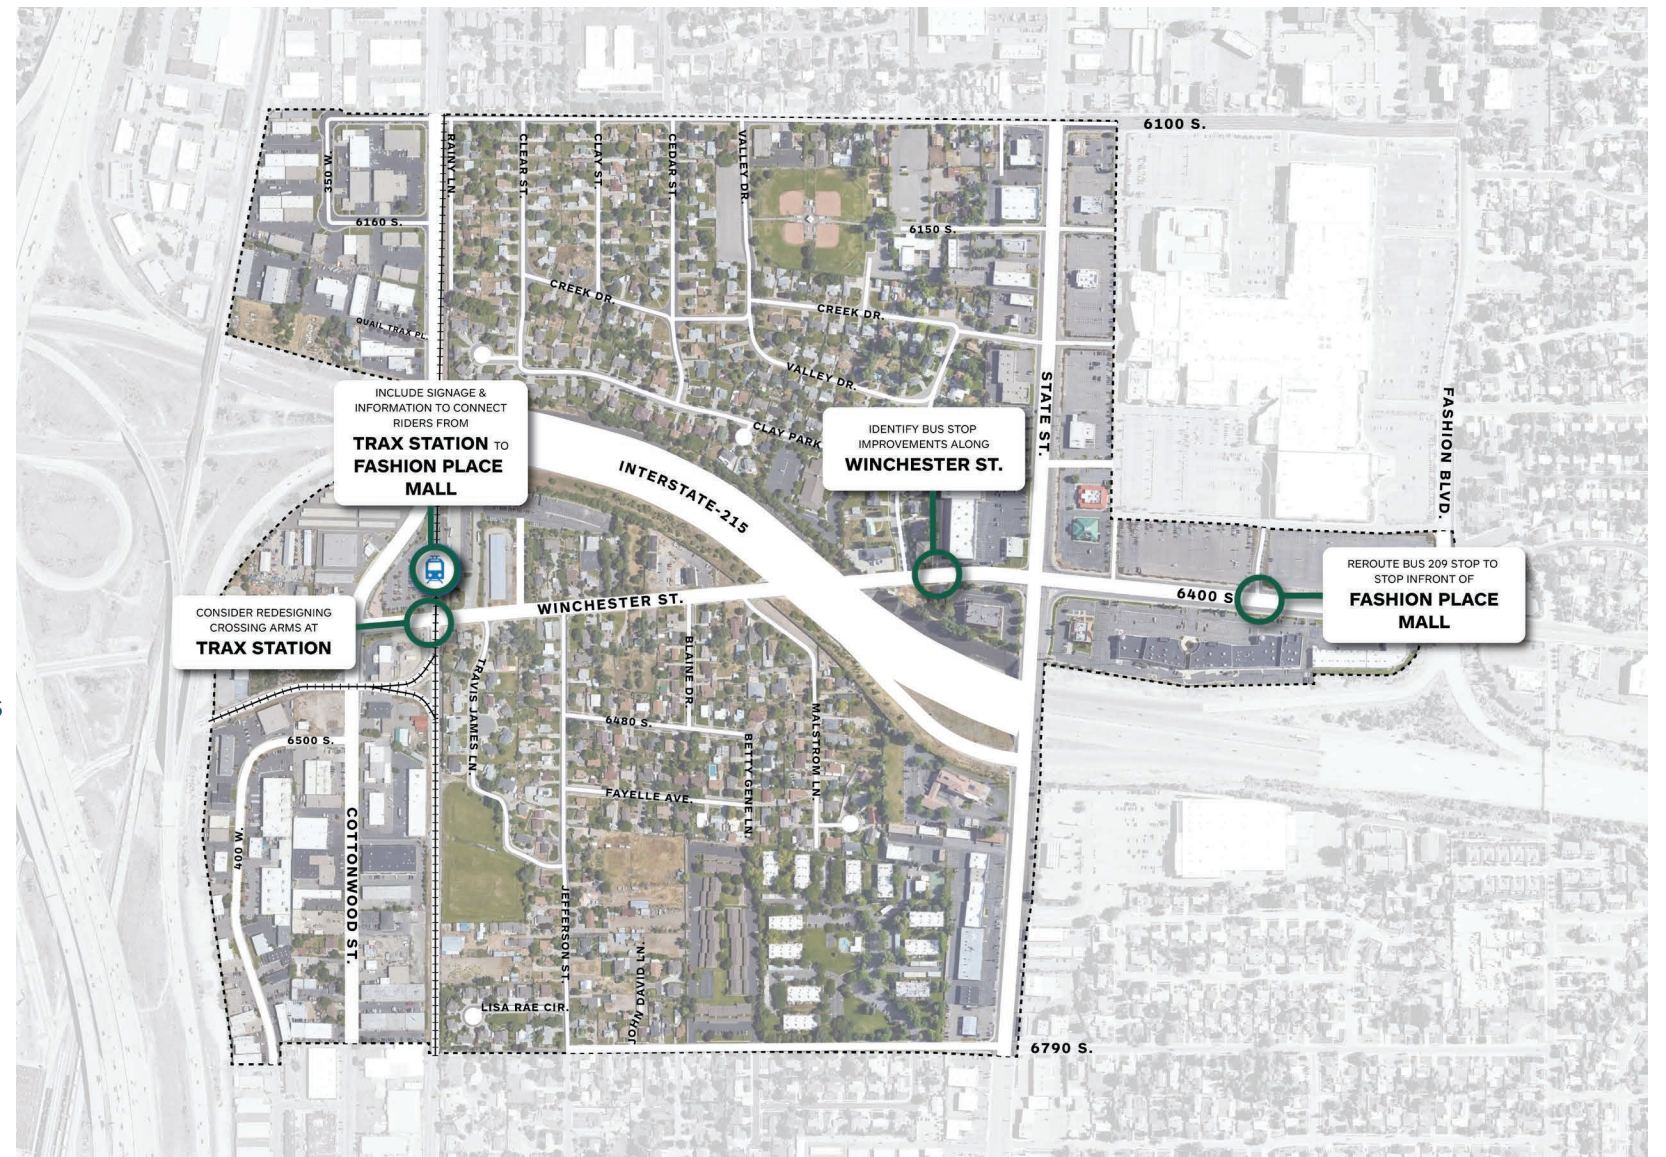 6100 S.
RAINY LN.
CLEAR ST.
CLAY ST.
CEDAR ST.
VALLEY DR.
350 W.
6160 S.
6150 S.
CREEK DR.
CREEK DR.
QUAIL TRAX PL.
VALLEY DR.
STATE ST.
FASHION BLVD.
INCLUDE SIGNAGE &
INFORMATION TO CONNECT
RIDERS FROM
TRAX STATION TO
FASHION PLACE
MALL
CLAY PARK
IDENTIFY BUS STOP
IMPROVEMENTS ALONG
WINCHESTER ST.
INTERSTATE-215
REROUTE BUS 209 STOP TO
STOP INFRONT OF
FASHION PLACE
MALL
6400 S
WINCHESTER ST.
CONSIDER REDESIGNING
CROSSING ARMS AT
TRAX STATION
TRAVIS JAMES LN.
BLAINE DR.
MALSTROM LN.
6480 S.
BETTY GENE LN.
6500 S.
FAYELLE AVE.
COTTONWOOD ST.
400 W.
JEFFERSON ST.
JOHN DAVID LN.
LISA RAE CIR.
6790 S.